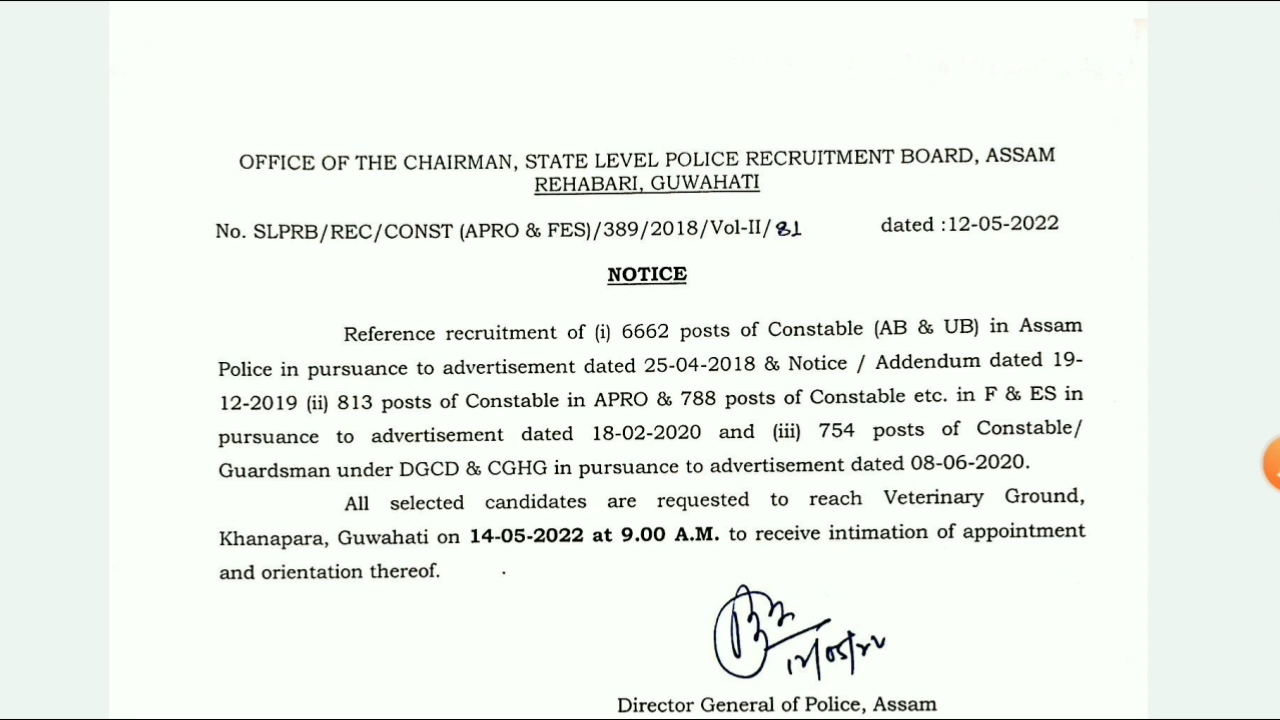 OFFICE OF THE CHAIRMAN, STATE LEVEL POLICE RECRUITMENT BOARD, ASSAM
REHABARI, GUWAHATI
No. SLPRB/REC/CONST (APRO & FES)/389/2018/Vol-II/81 dated :12-05-2022
NOTICE
Reference recruitment of (i) 6662 posts of Constable (AB & UB) in Assam
Police in pursuance to advertisement dated 25-04-2018 & Notice / Addendum dated 19-
12-2019 (ii) 813 posts of Constable in APRO & 788 posts of Constable etc. in F & ES in
pursuance to advertisement dated 18-02-2020 and (iii) 754 posts of Constable/
Guardsman under DGCD & CGHG in pursuance to advertisement dated 08-06-2020.
All selected candidates are requested to reach Veterinary Ground,
Khanapara, Guwahati on 14-05-2022 at 9.00 A.M. to receive intimation of appointment
and orientation thereof.
12/05/22
Director General of Police, Assam